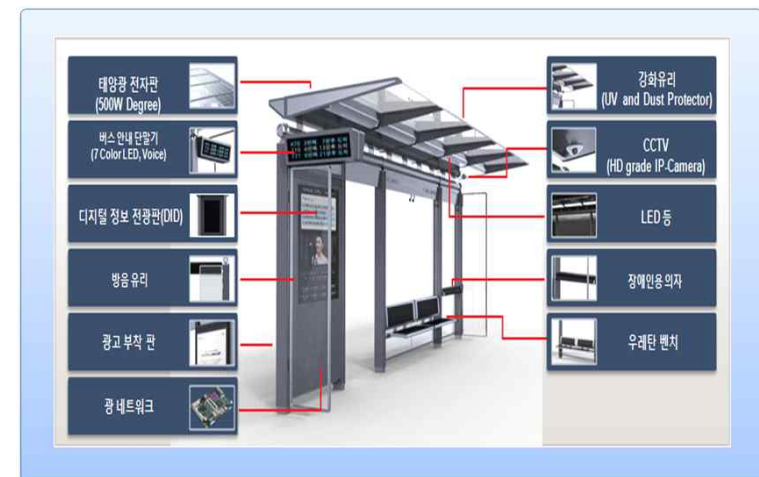 태양광 전자판
(500W Degree)
버스 안내 단말기
(7 Color LED, Voice)
디지털 정보 전광판(DID)
방음 유리
광고 부착 판
광 네트워크
강화유리
(UV and Dust Protector)
CCTV
(HD grade IP-Camera)
LED 등
장애인용 의자
우레탄 벤치